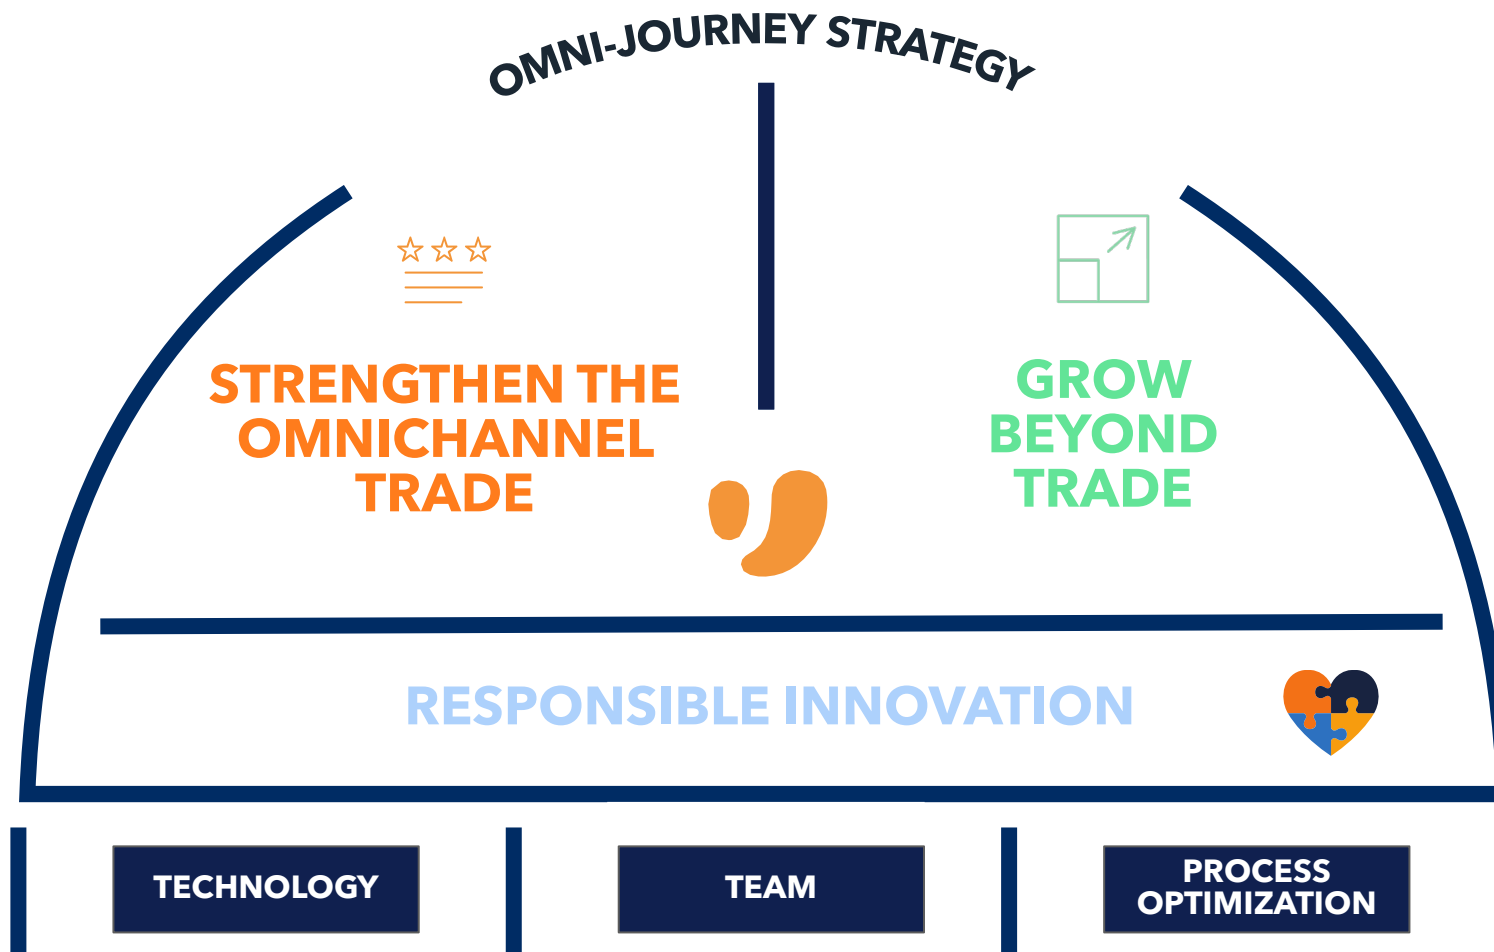 OMNI-JOURNEY STRATEGY
STRENGTHEN THE
OMNICHANNEL
TRADE
GROW
BEYOND
TRADE
RESPONSIBLE INNOVATION
TECHNOLOGY
TEAM
PROCESS
OPTIMIZATION